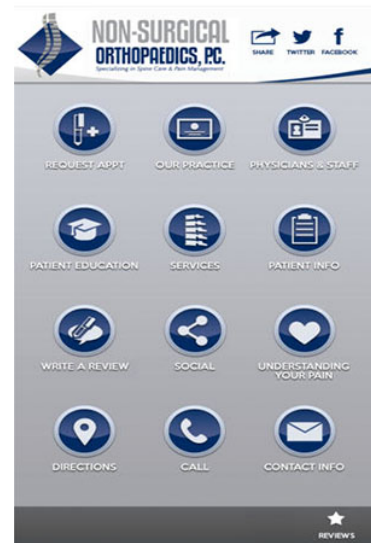 NON-SURGICAL
ORTHOPAEDICS, P.C.
Specializing in Spine Care & Pain Management
SHARE TWITTER FACEBOOK
REQUEST APPT OUR PRACTICE PHYSICIANS & STAFF
PATIENT EDUCATION SERVICES PATIENT INFO
WRITE A REVIEW SOCIAL UNDERSTANDING
YOUR PAIN
DIRECTIONS CALL CONTACT INFO
REVIEWS